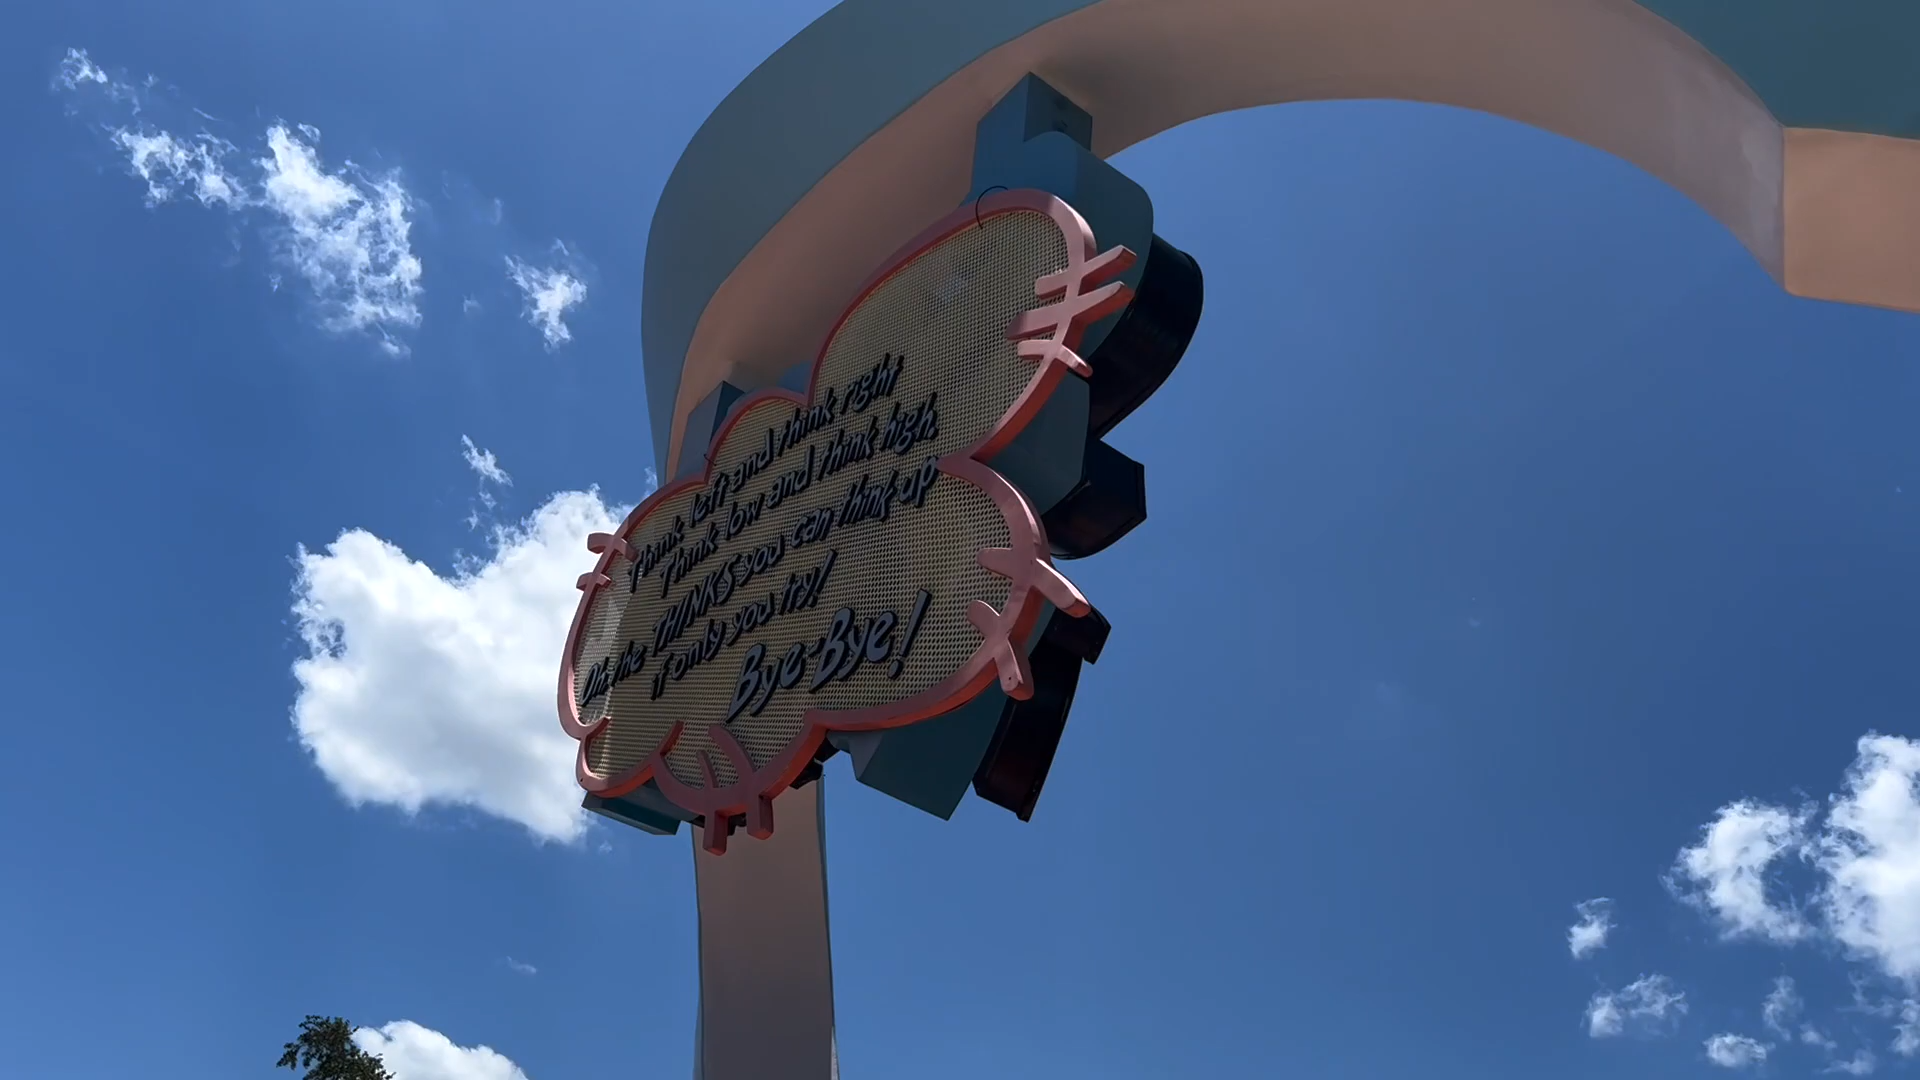 Think left and think right
Think low and think high.
Oh, the THINKS you can think up
if only you try!
Bye-Bye!